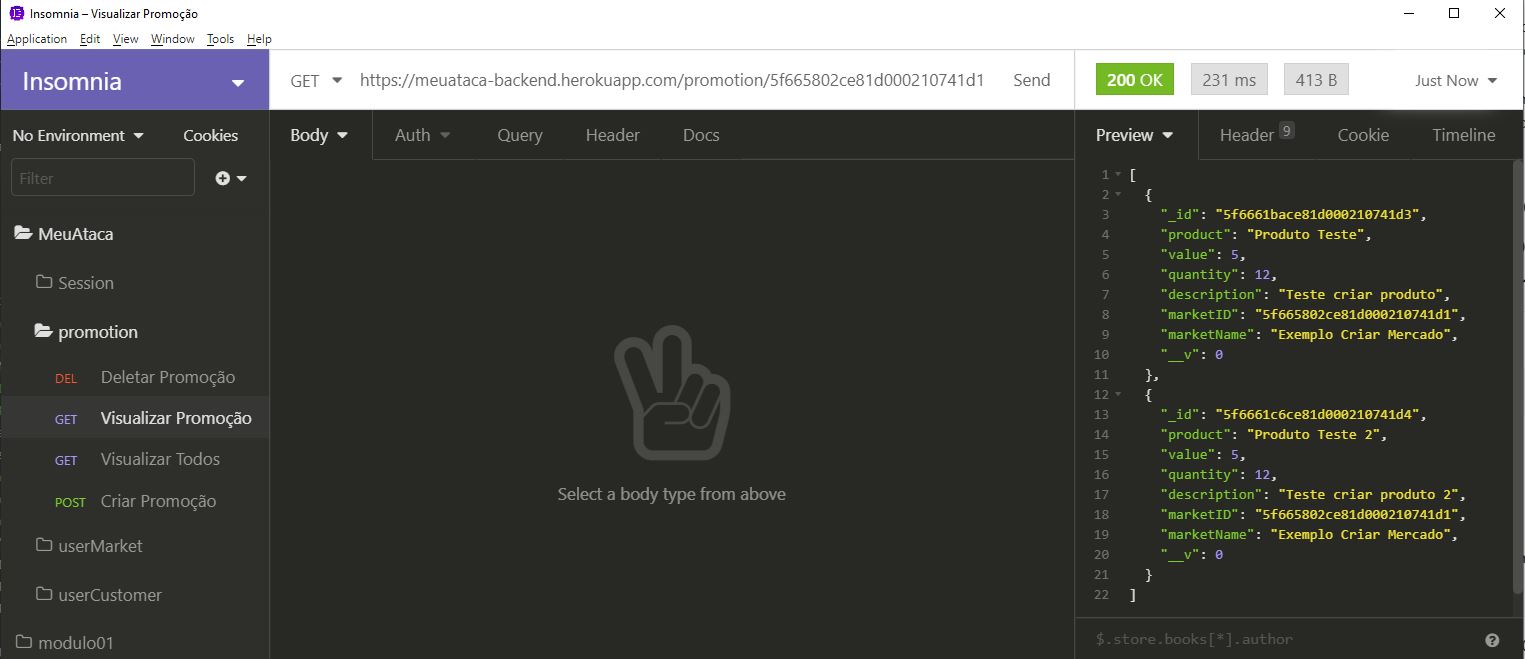 Insomnia – Visualizar Promoção
Application Edit View Window Tools Help
Insomnia
GET https://meuataca-backend.herokuapp.com/promotion/5f665802ce81d000210741d1 Send
200 OK 231 ms 413 B Just Now
No Environment Cookies
Body Auth Query Header Docs
Preview Header 9 Cookie Timeline
Filter
MeuAtaca
Session
promotion
DEL Deletar Promoção
GET Visualizar Promoção
GET Visualizar Todos
POST Criar Promoção
userMarket
userCustomer
modulo01
Select a body type from above
1 [
2 {
3 "_id": "5f6661bace81d000210741d3",
4 "product": "Produto Teste",
5 "value": 5,
6 "quantity": 12,
7 "description": "Teste criar produto",
8 "marketID": "5f665802ce81d000210741d1",
9 "marketName": "Exemplo Criar Mercado",
10 "__v": 0
11 },
12 {
13 "_id": "5f6661c6ce81d000210741d4",
14 "product": "Produto Teste 2",
15 "value": 5,
16 "quantity": 12,
17 "description": "Teste criar produto 2",
18 "marketID": "5f665802ce81d000210741d1",
19 "marketName": "Exemplo Criar Mercado",
20 "__v": 0
21 }
22 ]
$.store.books[*].author